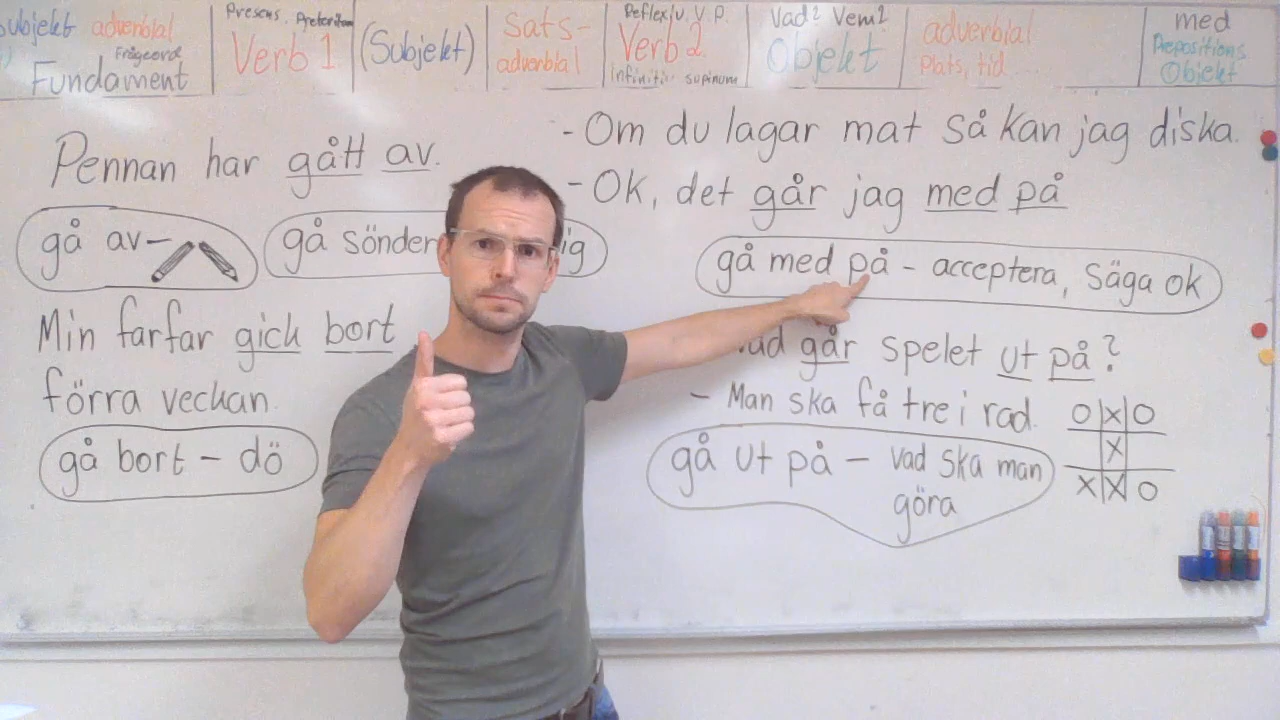 Subjekt adverbial
Frågeord
Fundament
Presens. Preteritum
Verb 1
(Subjekt)
Sats-
adverbial
Reflexiv. V.P.
Verb 2
infinitiv supinum
Vad? Vem?
Objekt
adverbial
plats, tid
med
Prepositions
Objekt
Pennan har gått av.
gå av-
gå sönder
Min farfar gick bort
förra veckan.
gå bort - dö
- Om du lagar mat så kan jag diska.
- OK, det går jag med på
gå med på - acceptera, säga ok
går spelet ut på?
- Man ska få tre i rad.
O|X|O
X
X|X|O
gå ut på - vad ska man
göra